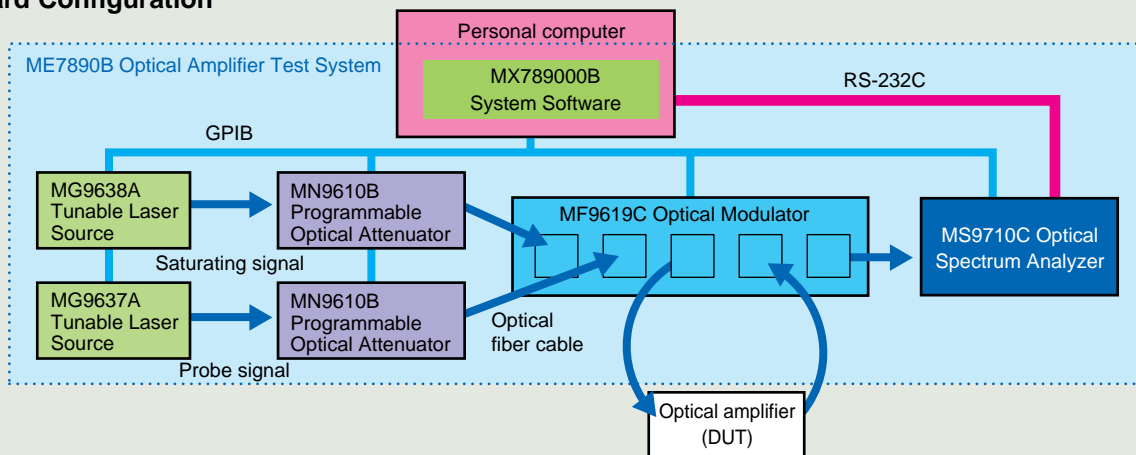 Configuration
Personal computer
ME7890B Optical Amplifier Test System
MX789000B
System Software
RS-232C
GPIB
MG9638A
Tunable Laser
Source
MN9610B
Programmable
Optical Attenuator
MF9619C Optical Modulator
MS9710C Optical
Spectrum Analyzer
Saturating signal
MG9637A
Tunable Laser
Source
MN9610B
Programmable
Optical Attenuator
Optical
fiber cable
Probe signal
Optical amplifier
(DUT)